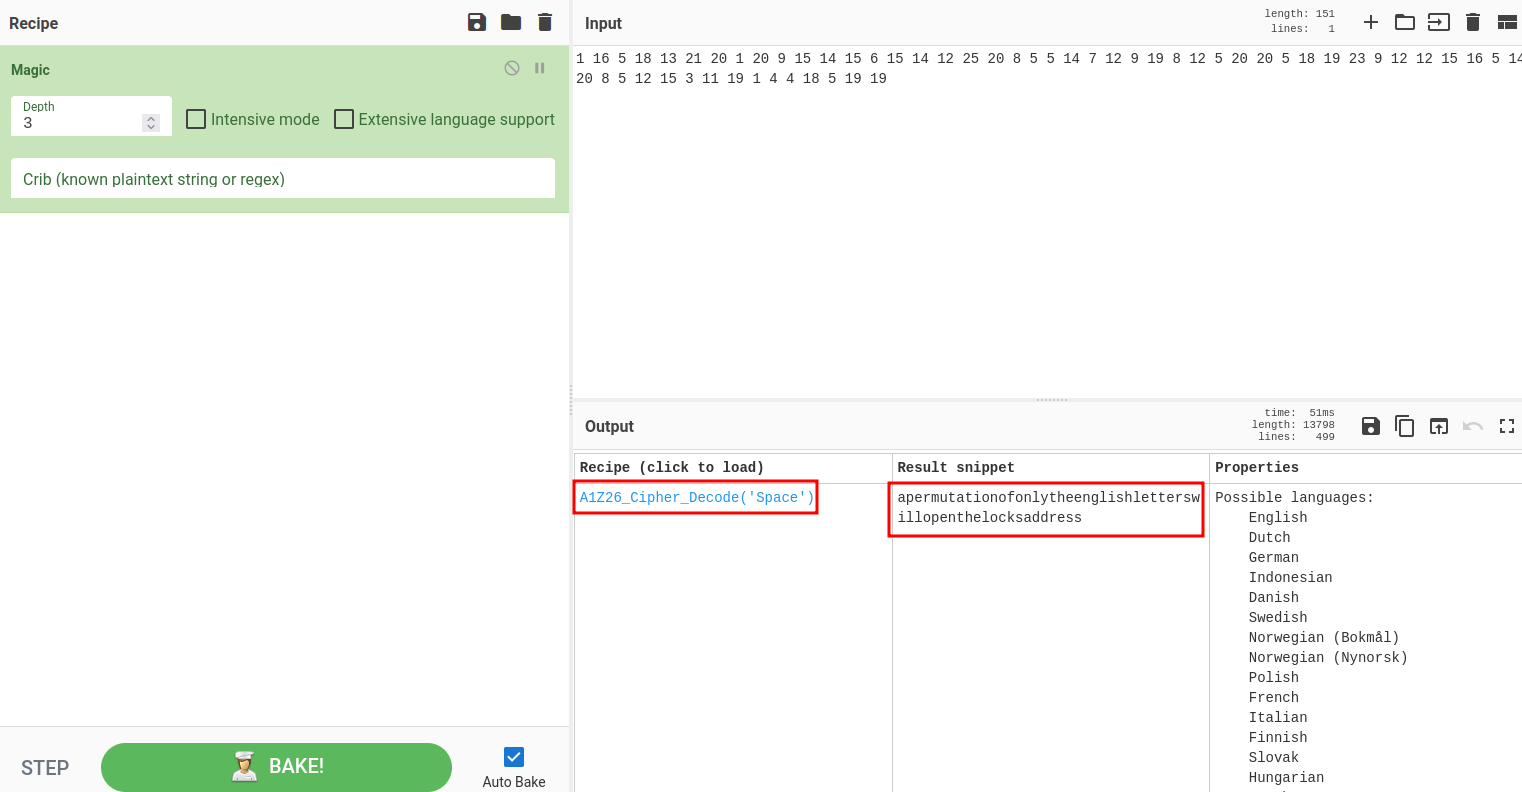 Recipe
Magic
Depth
3
Intensive mode
Extensive language support
Crib (known plaintext string or regex)
STEP
BAKE!
Auto Bake
Input
length: 151
lines: 1
1 16 5 18 13 21 20 1 20 9 15 14 15 6 15 14 12 25 20 8 5 5 14 7 12 9 19 8 12 5 20 20 5 18 19 23 9 12 12 15 16 5 14
20 8 5 12 15 3 11 19 1 4 4 18 5 19 19
Output
time: 51ms
length: 13798
lines: 499
Recipe (click to load)
Result snippet
Properties
A1Z26_Cipher_Decode('Space')
apermutationofonlytheenglishlettersw
illopenthelocksaddress
Possible languages:
English
Dutch
German
Indonesian
Danish
Swedish
Norwegian (Bokmål)
Norwegian (Nynorsk)
Polish
French
Italian
Finnish
Slovak
Hungarian